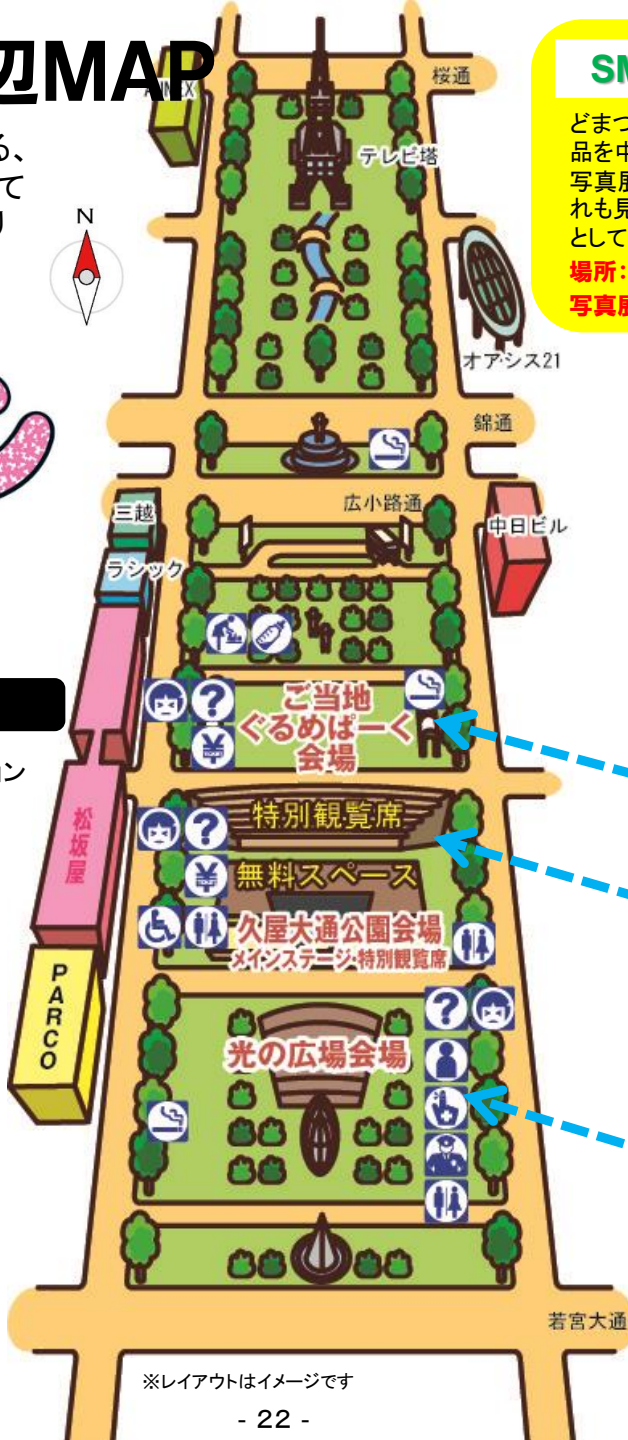 辺MAP
ANNEX
る、
て
り
N
桜通
テレビ塔
SM
どまつ
品を中
写真展
れも見
として
場所:
写真展
オアシス21
錦通
広小路通
三越
中日ビル
ラシック
ご当地
ぐるめぱーく
会場
?
¥
TICKET
ョン
特別観覧席
?
松坂屋
¥
TICKET
無料スペース
久屋大通公園会場
メインステージ・特別観覧席
PARCO
?
光の広場会場
若宮大通
※レイアウトはイメージです
- 22 -